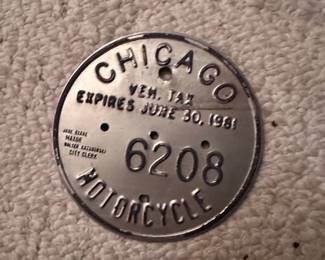 CHICAGO
VEH. TAX
EXPIRES JUNE 30, 1981
JANE BYRNE
MAYOR
WALTER KOZUBOWSKI
CITY CLERK
6208
MOTORCYCLE